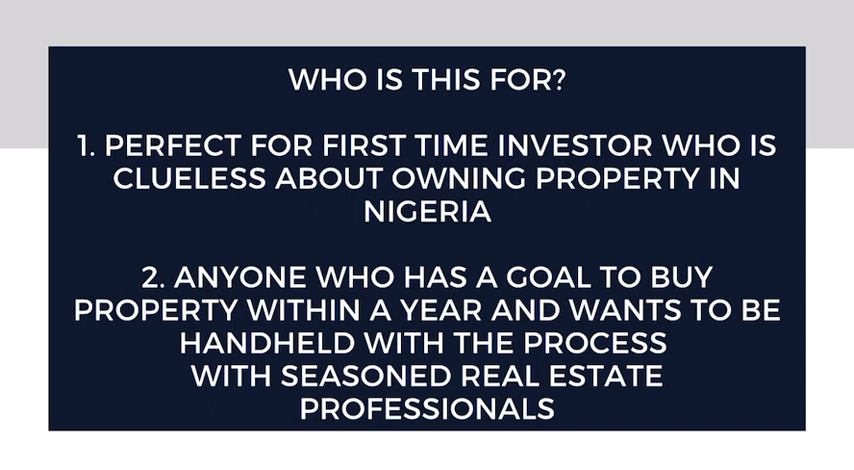 WHO IS THIS FOR?
1. PERFECT FOR FIRST TIME INVESTOR WHO IS
CLUELESS ABOUT OWNING PROPERTY IN
NIGERIA
2. ANYONE WHO HAS A GOAL TO BUY
PROPERTY WITHIN A YEAR AND WANTS TO BE
HANDHELD WITH THE PROCESS
WITH SEASONED REAL ESTATE
PROFESSIONALS